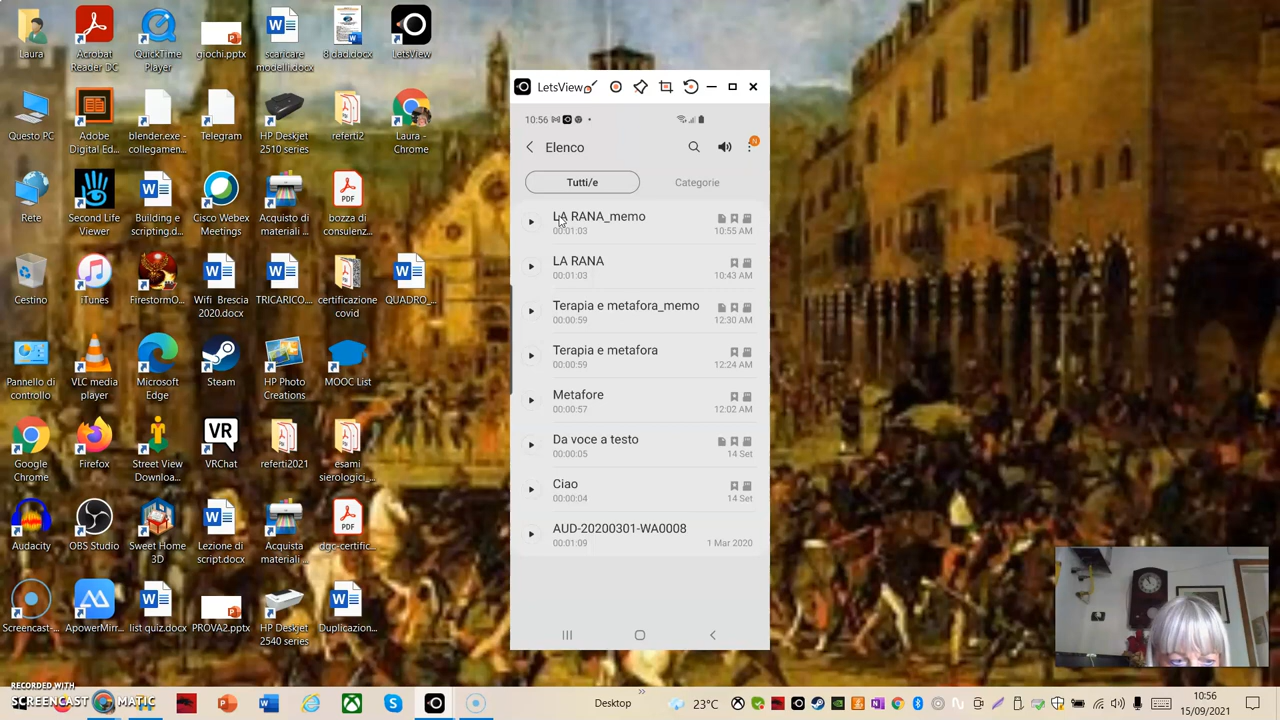 Laura
Acrobat
Reader DC
QuickTime
Player
giochi.pptx
scaricare
modelli.docx
8.dad.docx
LetsView
Questo PC
Adobe
Digital Ed...
blender.exe -
collegamen...
Telegram
HP Deskjet
2510 series
referti2
Laura -
Chrome
Rete
Second Life
Viewer
Building e
scripting.d...
Cisco Webex
Meetings
Acquisto di
materiali ...
bozza di
consulenz...
Cestino
iTunes
FirestormO...
Wifi Brescia
2020.docx
TRICARICO....
certificazione
covid
QUADRO_...
Pannello di
controllo
VLC media
player
Microsoft
Edge
Steam
HP Photo
Creations
MOOC List
Google
Chrome
Firefox
Street View
Downloa...
VR
VRChat
referti2021
esami
sierologici_...
Audacity
OBS Studio
Sweet Home
3D
Lezione di
script.docx
Acquista
materiali ...
PDF
dgc-certific...
Screencast-...
ApowerMirr...
list quiz.docx
PROVA2.pptx
HP Deskjet
2540 series
Duplicazion...
LetsView
10:56
Elenco
N
Tutti/e
Categorie
LA RANA_memo
00:01:03
10:55 AM
LA RANA
00:01:03
10:43 AM
Terapia e metafora_memo
00:00:59
12:30 AM
Terapia e metafora
00:00:59
12:24 AM
Metafore
00:00:57
12:02 AM
Da voce a testo
00:00:05
14 Set
Ciao
00:00:04
14 Set
AUD-20200301-WA0008
00:01:09
1 Mar 2020
RECORDED WITH
SCREENCAST MATIC
Desktop
23°C
10:56
15/09/2021